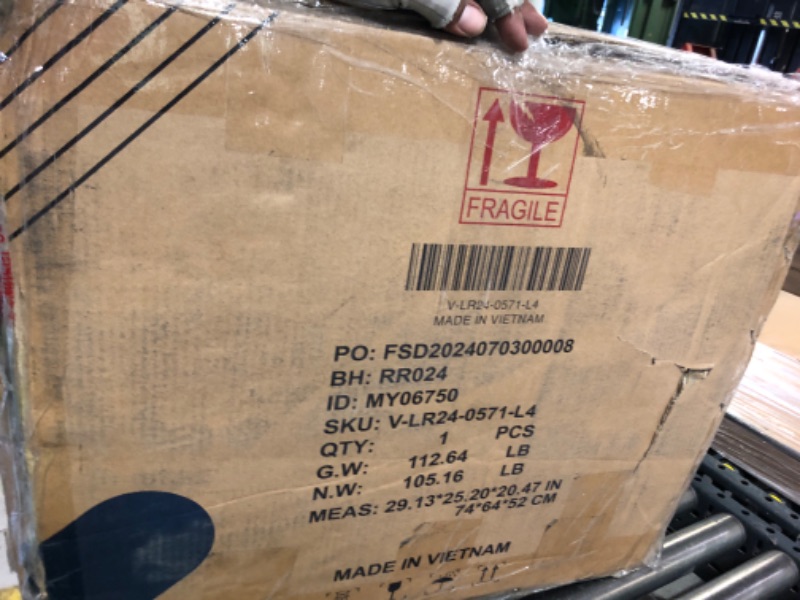 FRAGILE
V-LR24-0571-L4
MADE IN VIETNAM
PO: FSD2024070300008
BH: RR024
ID: MY06750
SKU: V-LR24-0571-L4
QTY: 1 PCS
G.W: 112.64 LB
N.W: 105.16 LB
MEAS: 29.13*25.20*20.47 IN
74*64*52 CM
MADE IN VIETNAM